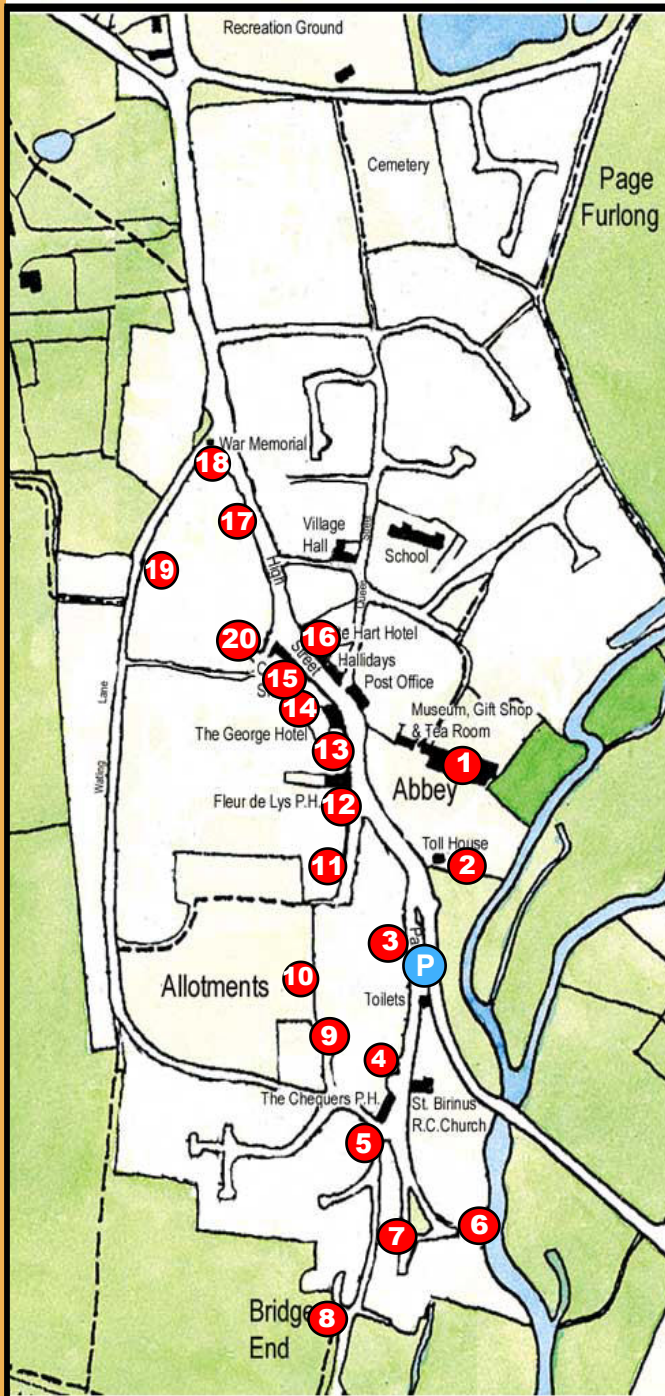 Recreation Ground
Cemetery
Page
Furlong
War Memorial
18
17
Village
Hall
School
High
19
Queen
20
16
Hart Hotel
Street
Hallidays
15
Post Office
14
Museum, Gift Shop
& Tea Room
The George Hotel
13
1
Abbey
Lane
Watling
Fleur de Lys P.H.
12
Toll House
11
2
3
P
10
Allotments
Toilets
9
4
The Chequers P.H.
St. Birinus
R.C.Church
5
6
7
Bridge
End
8